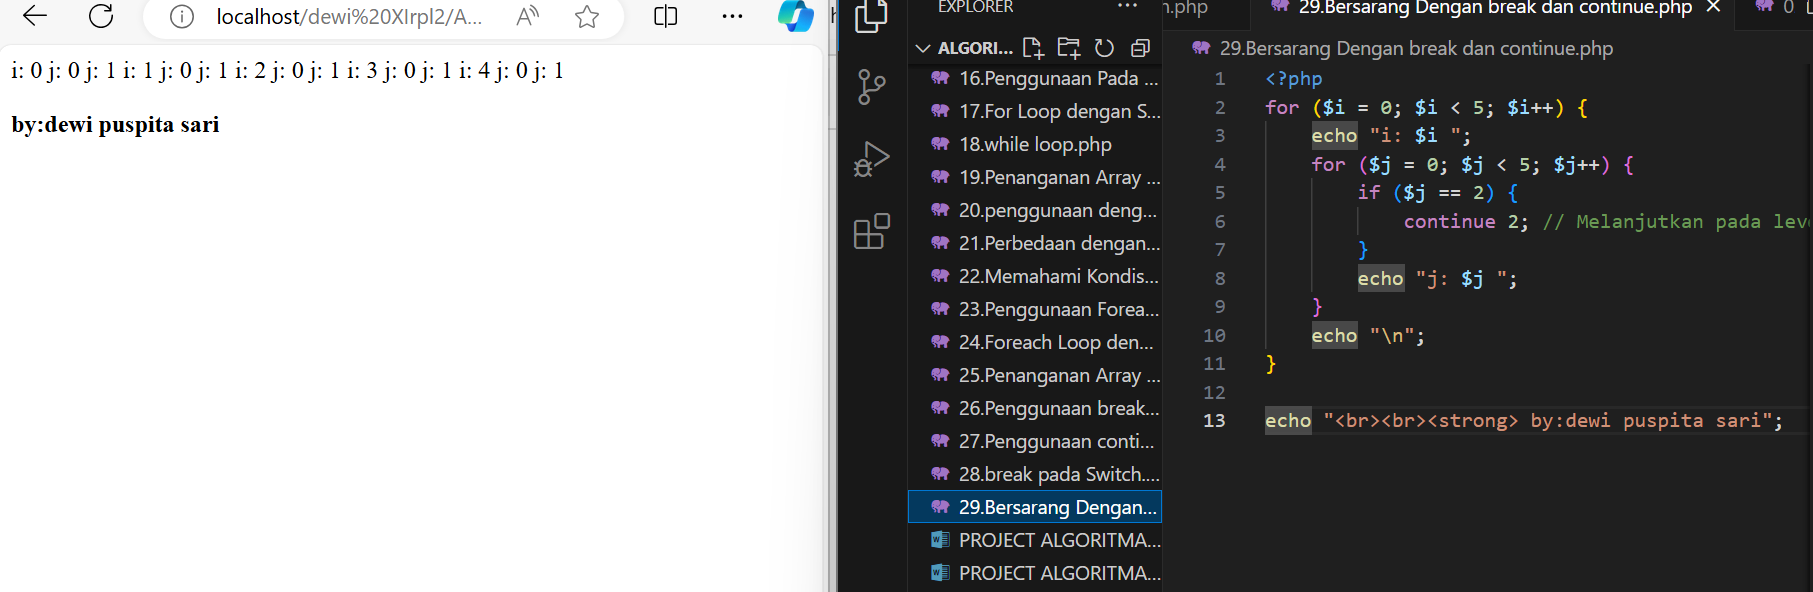 localhost/dewi%20XIrpl2/A...
i: 0 j: 0 j: 1 i: 1 j: 0 j: 1 i: 2 j: 0 j: 1 i: 3 j: 0 j: 1 i: 4 j: 0 j: 1
by:dewi puspita sari
EXPLORER
ALGORI...
16.Penggunaan Pada ...
17.For Loop dengan S...
18.while loop.php
19.Penanganan Array ...
20.penggunaan deng...
21.Perbedaan dengan...
22.Memahami Kondis...
23.Penggunaan Forea...
24.Foreach Loop den...
25.Penanganan Array ...
26.Penggunaan break...
27.Penggunaan conti...
28.break pada Switch....
29.Bersarang Dengan...
PROJECT ALGORITMA...
PROJECT ALGORITMA...
n.php
29.Bersarang Dengan break dan continue.php
0
29.Bersarang Dengan break dan continue.php
1 <?php
2 for ($i = 0; $i < 5; $i++) {
3 echo "i: $i ";
4 for ($j = 0; $j < 5; $j++) {
5 if ($j == 2) {
6 continue 2; // Melanjutkan pada leve
7 }
8 echo "j: $j ";
9 }
10 echo "\n";
11 }
12
13 echo "<br><br><strong> by:dewi puspita sari";